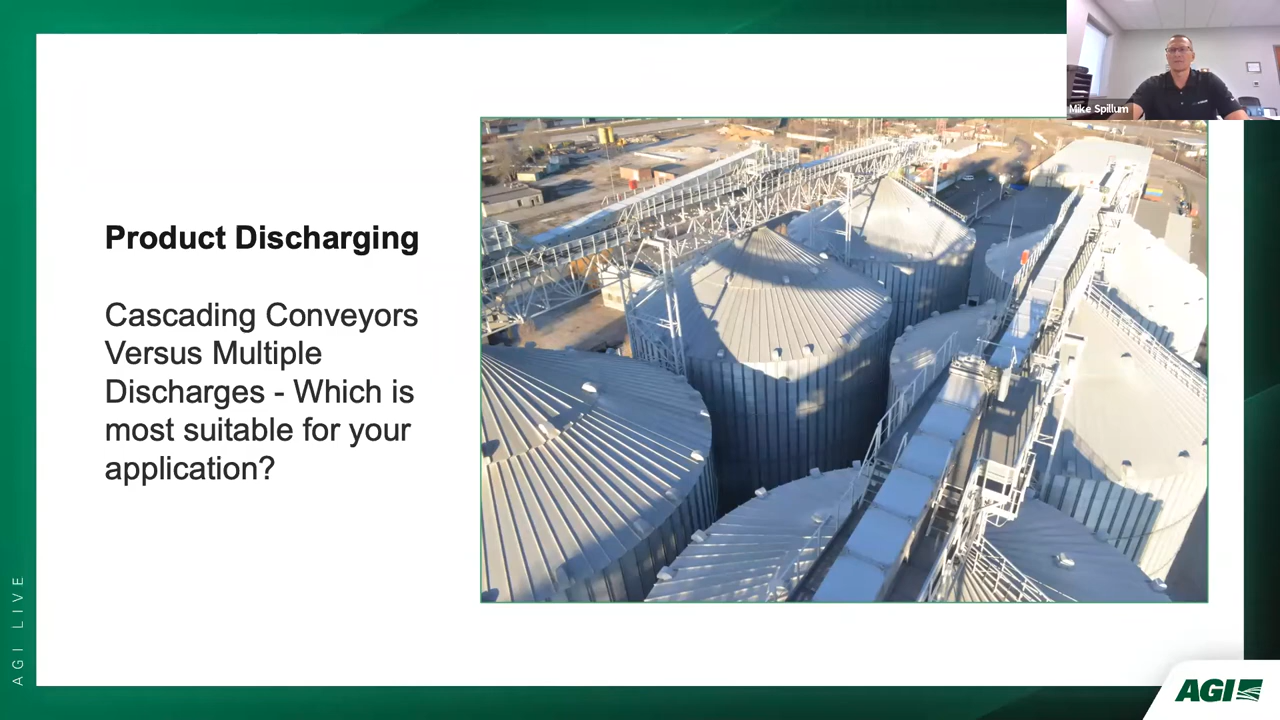 Mike Spillum
Product Discharging
Cascading Conveyors
Versus Multiple
Discharges - Which is
most suitable for your
application?
AGI LIVE
AGI